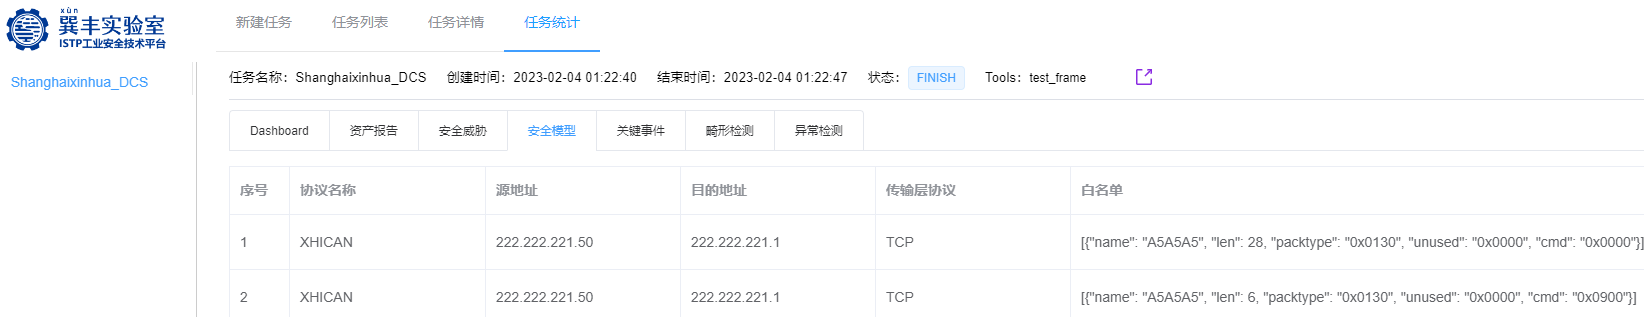 xùn
巽丰实验室
ISTP工业安全技术平台
新建任务 任务列表 任务详情 任务统计
Shanghaixinhua_DCS
任务名称：Shanghaixinhua_DCS 创建时间：2023-02-04 01:22:40 结束时间：2023-02-04 01:22:47 状态： FINISH Tools：test_frame
Dashboard 资产报告 安全威胁 安全模型 关键事件 畸形检测 异常检测
序号 协议名称 源地址 目的地址 传输层协议 白名单
1 XHICAN 222.222.221.50 222.222.221.1 TCP [{"name": "A5A5A5", "len": 28, "packtype": "0x0130", "unused": "0x0000", "cmd": "0x0000"}]
2 XHICAN 222.222.221.50 222.222.221.1 TCP [{"name": "A5A5A5", "len": 6, "packtype": "0x0130", "unused": "0x0000", "cmd": "0x0900"}]